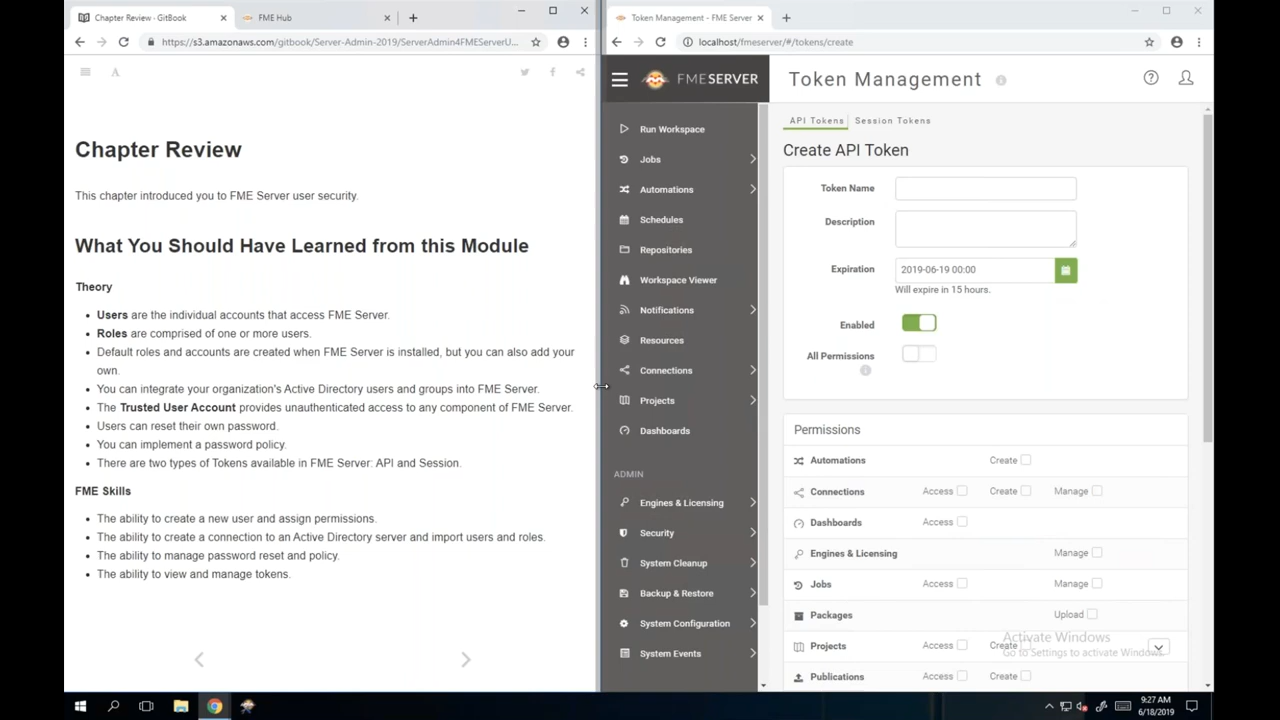 Chapter Review · GitBook
FME Hub
https://s3.amazonaws.com/gitbook/Server-Admin-2019/ServerAdmin4FMEServerU...
A
Chapter Review
This chapter introduced you to FME Server user security.
What You Should Have Learned from this Module
Theory
• Users are the individual accounts that access FME Server.
• Roles are comprised of one or more users.
• Default roles and accounts are created when FME Server is installed, but you can also add your
own.
• You can integrate your organization's Active Directory users and groups into FME Server.
• The Trusted User Account provides unauthenticated access to any component of FME Server.
• Users can reset their own password.
• You can implement a password policy.
• There are two types of Tokens available in FME Server: API and Session.
FME Skills
• The ability to create a new user and assign permissions.
• The ability to create a connection to an Active Directory server and import users and roles.
• The ability to manage password reset and policy.
• The ability to view and manage tokens.
Token Management - FME Server
localhost/fmeserver/#/tokens/create
FMESERVER
Token Management
Run Workspace
Jobs
Automations
Schedules
Repositories
Workspace Viewer
Notifications
Resources
Connections
Projects
Dashboards
ADMIN
Engines & Licensing
Security
System Cleanup
Backup & Restore
System Configuration
System Events
API Tokens Session Tokens
Create API Token
Token Name
Description
Expiration 2019-06-19 00:00
Will expire in 15 hours.
Enabled
All Permissions
Permissions
Automations Create
Connections Access Create Manage
Dashboards Access
Engines & Licensing Manage
Jobs Access Manage
Packages Upload
Projects Access Create
Publications Access Create
Activate Windows
Go to Settings to activate Windows.
9:27 AM
6/18/2019